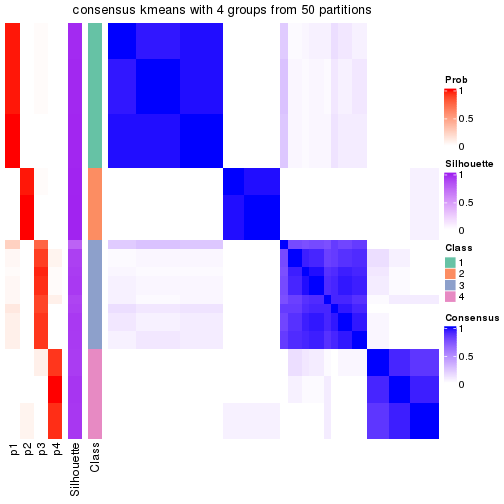 consensus kmeans with 4 groups from 50 partitions
Prob
1
0.5
0
Silhouette
1
0.5
0
Class
1
2
3
4
Consensus
1
0.5
0
p1
p2
p3
p4
Silhouette
Class